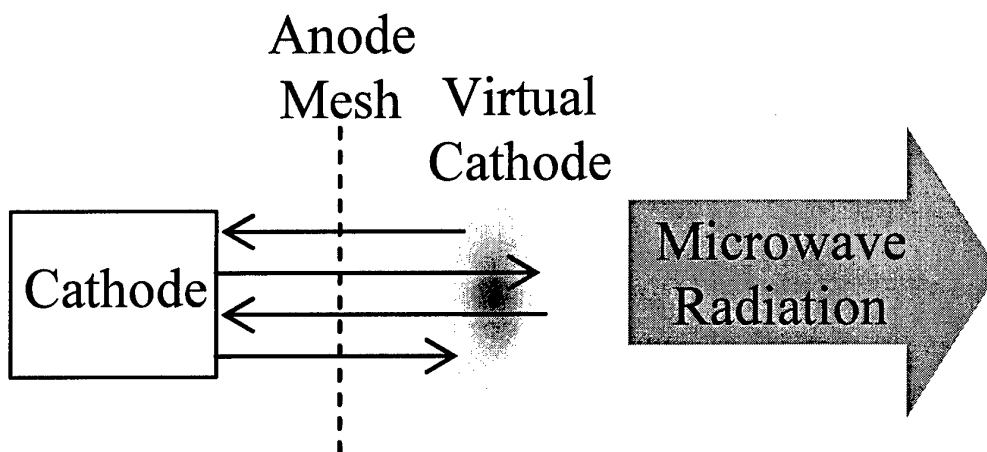 Anode
Mesh
Virtual
Cathode
Cathode
Microwave
Radiation